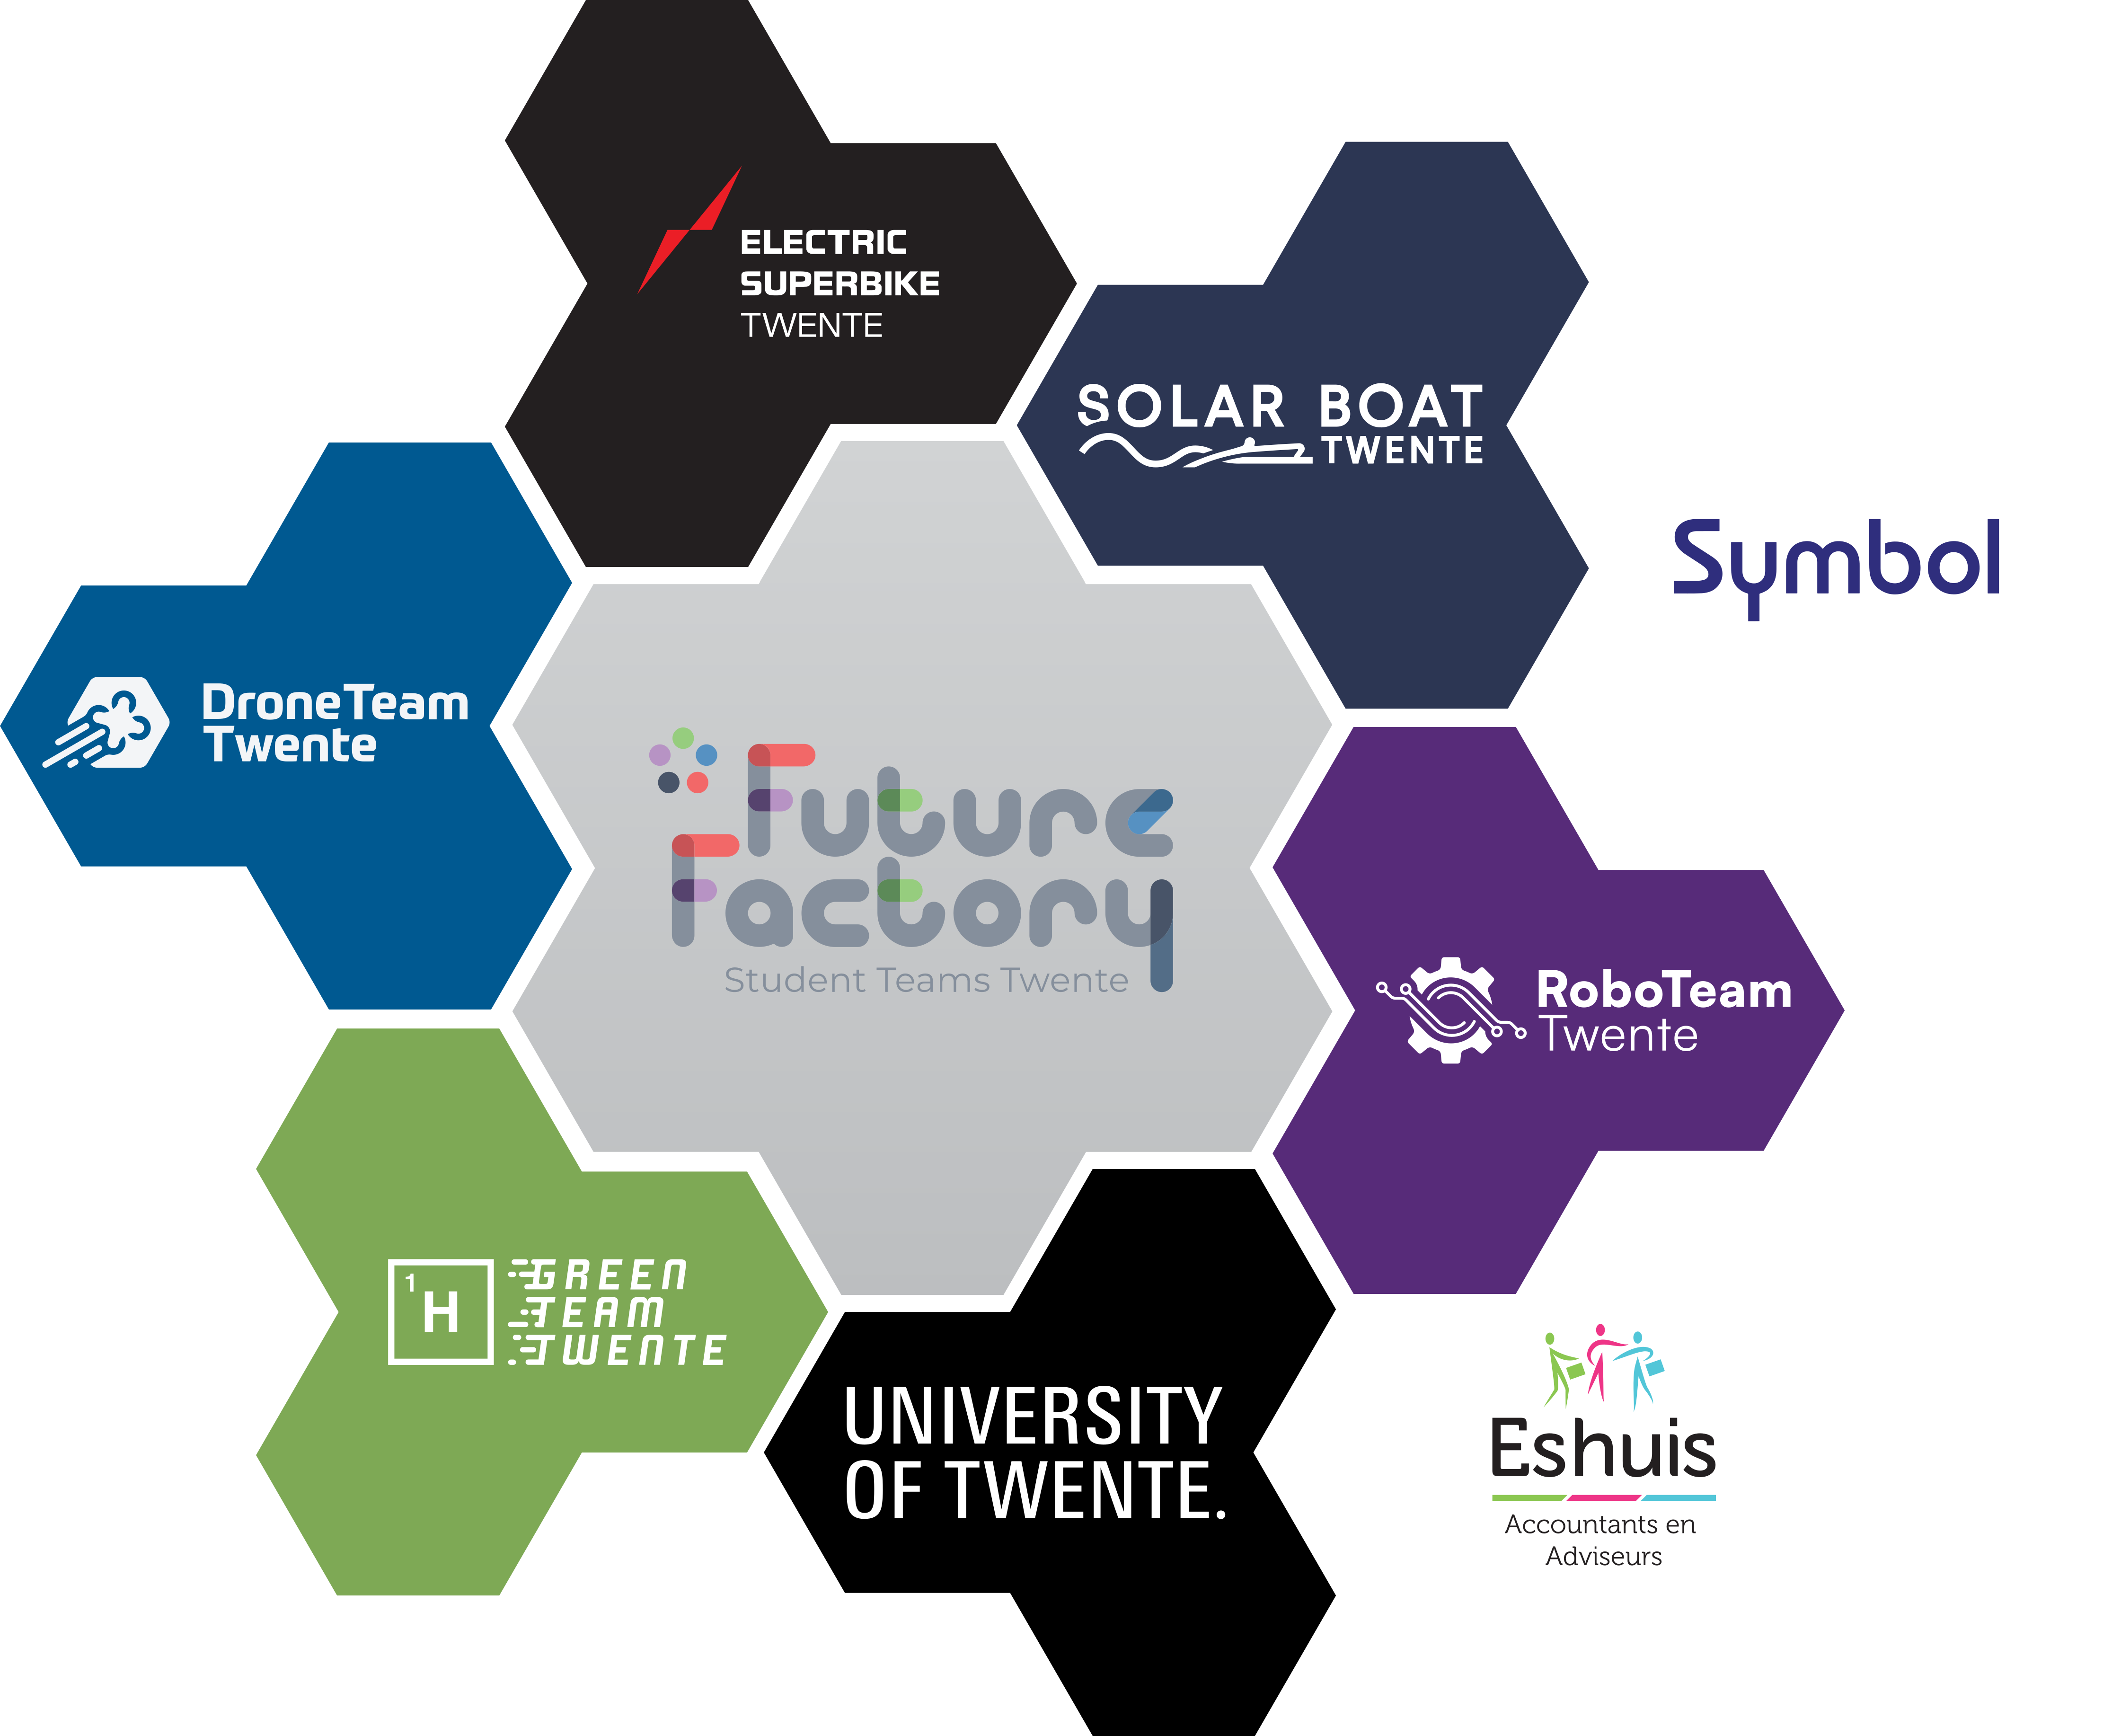 ELECTRIC
SUPERBIKE
TWENTE
SOLAR BOAT
TWENTE
Symbol
DroneTeam
Twente
Future
Factory
Student Teams Twente
RoboTeam
Twente
1
H
GREEN
TEAM
TWENTE
UNIVERSITY
OF TWENTE.
Eshuis
Accountants en
Adviseurs